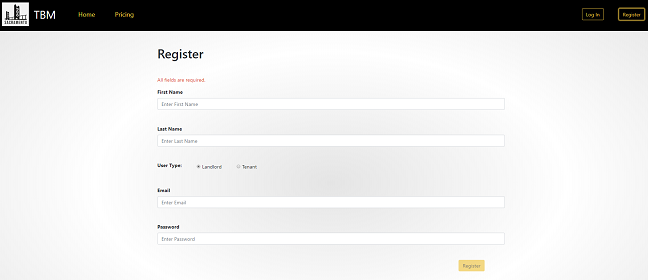 SACRAMENTO
TBM
Home
Pricing
Log In
Register
Register
All fields are required.
First Name
Enter First Name
Last Name
Enter Last Name
User Type:
Landlord
Tenant
Email
Enter Email
Password
Enter Password
Register